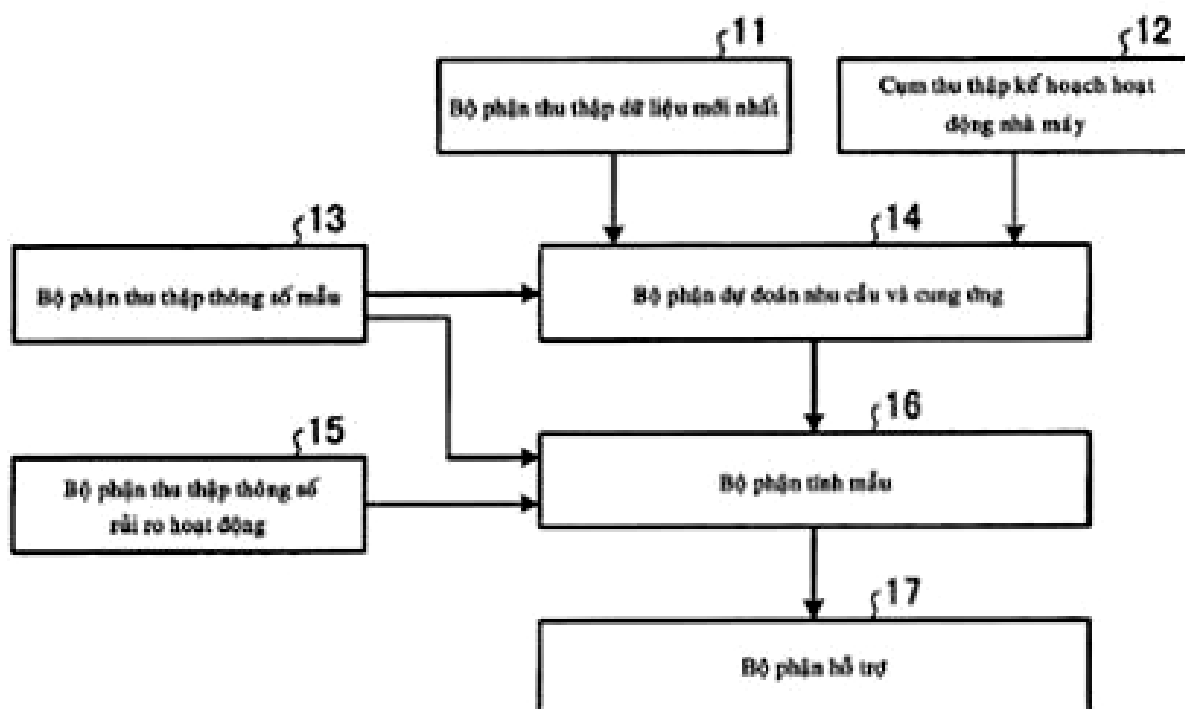 11
Bộ phận thu thập dữ liệu mới nhất
12
Cụm thu thập kế hoạch hoạt
động nhà máy
13
Bộ phận thu thập thông số mẫu
14
Bộ phận dự đoán nhu cầu và cung ứng
15
Bộ phận thu thập thông số
rủi ro hoạt động
16
Bộ phận tính mẫu
17
Bộ phận hỗ trợ